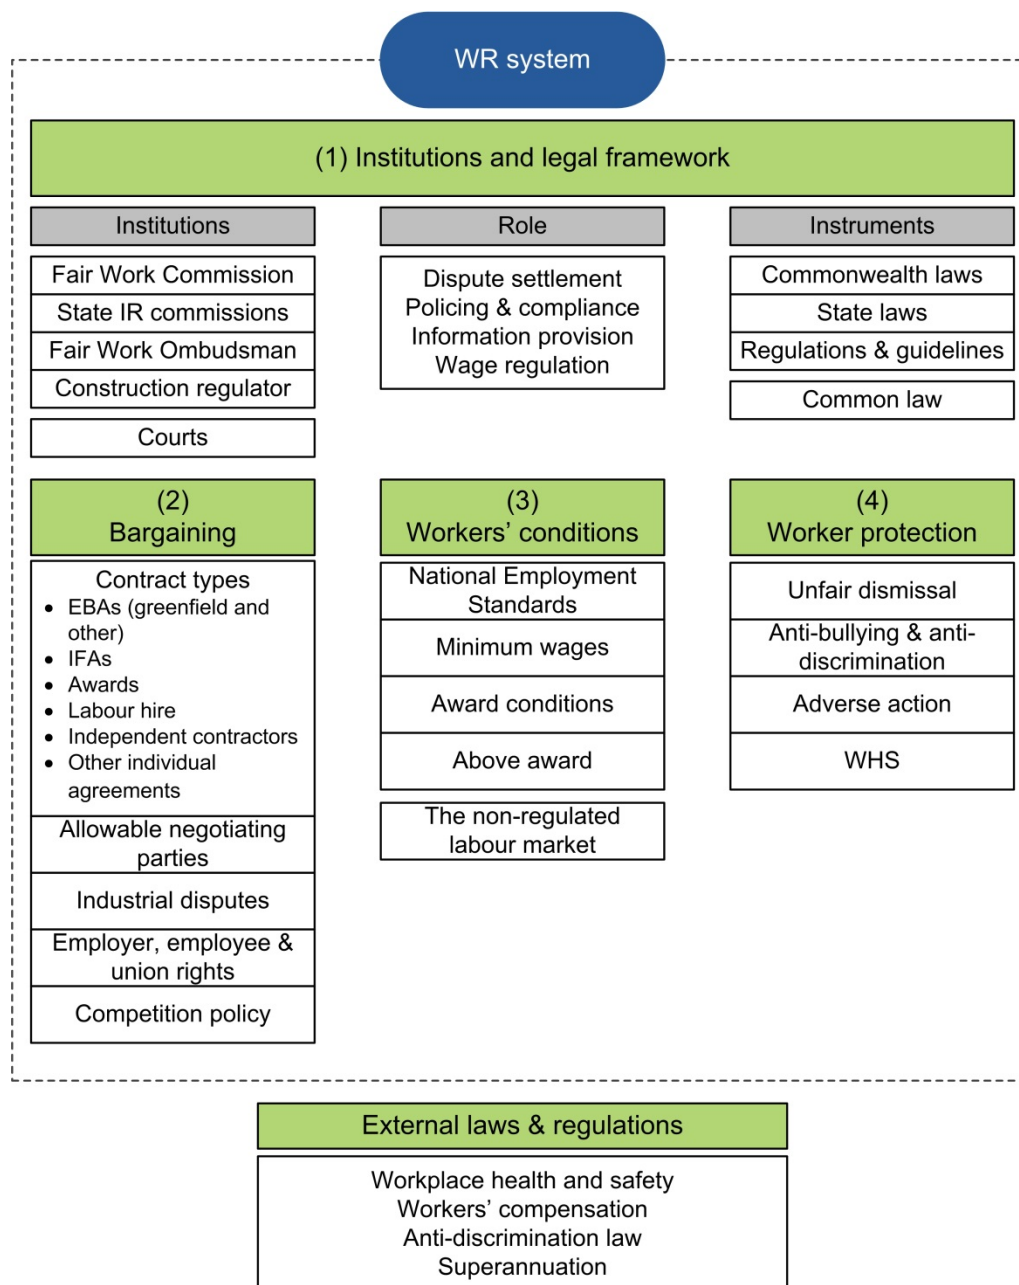 WR system
(1) Institutions and legal framework
Institutions
Fair Work Commission
State IR commissions
Fair Work Ombudsman
Construction regulator
Courts
Role
Dispute settlement
Policing & compliance
Information provision
Wage regulation
Instruments
Commonwealth laws
State laws
Regulations & guidelines
Common law
(2)
Bargaining
Contract types
• EBAs (greenfield and
other)
• IFAs
• Awards
• Labour hire
• Independent contractors
• Other individual
agreements
Allowable negotiating
parties
Industrial disputes
Employer, employee &
union rights
Competition policy
(3)
Workers’ conditions
National Employment
Standards
Minimum wages
Award conditions
Above award
The non-regulated
labour market
(4)
Worker protection
Unfair dismissal
Anti-bullying & anti-
discrimination
Adverse action
WHS
External laws & regulations
Workplace health and safety
Workers’ compensation
Anti-discrimination law
Superannuation